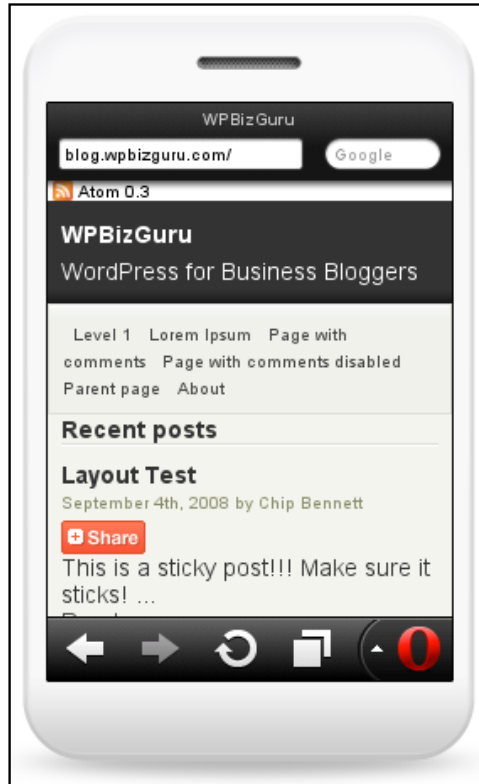 WPBizGuru
blog.wpbizguru.com/ Google
Atom 0.3
WPBizGuru
WordPress for Business Bloggers
Level 1 Lorem Ipsum Page with
comments Page with comments disabled
Parent page About
Recent posts
Layout Test
September 4th, 2008 by Chip Bennett
Share
This is a sticky post!!! Make sure it
sticks! ...